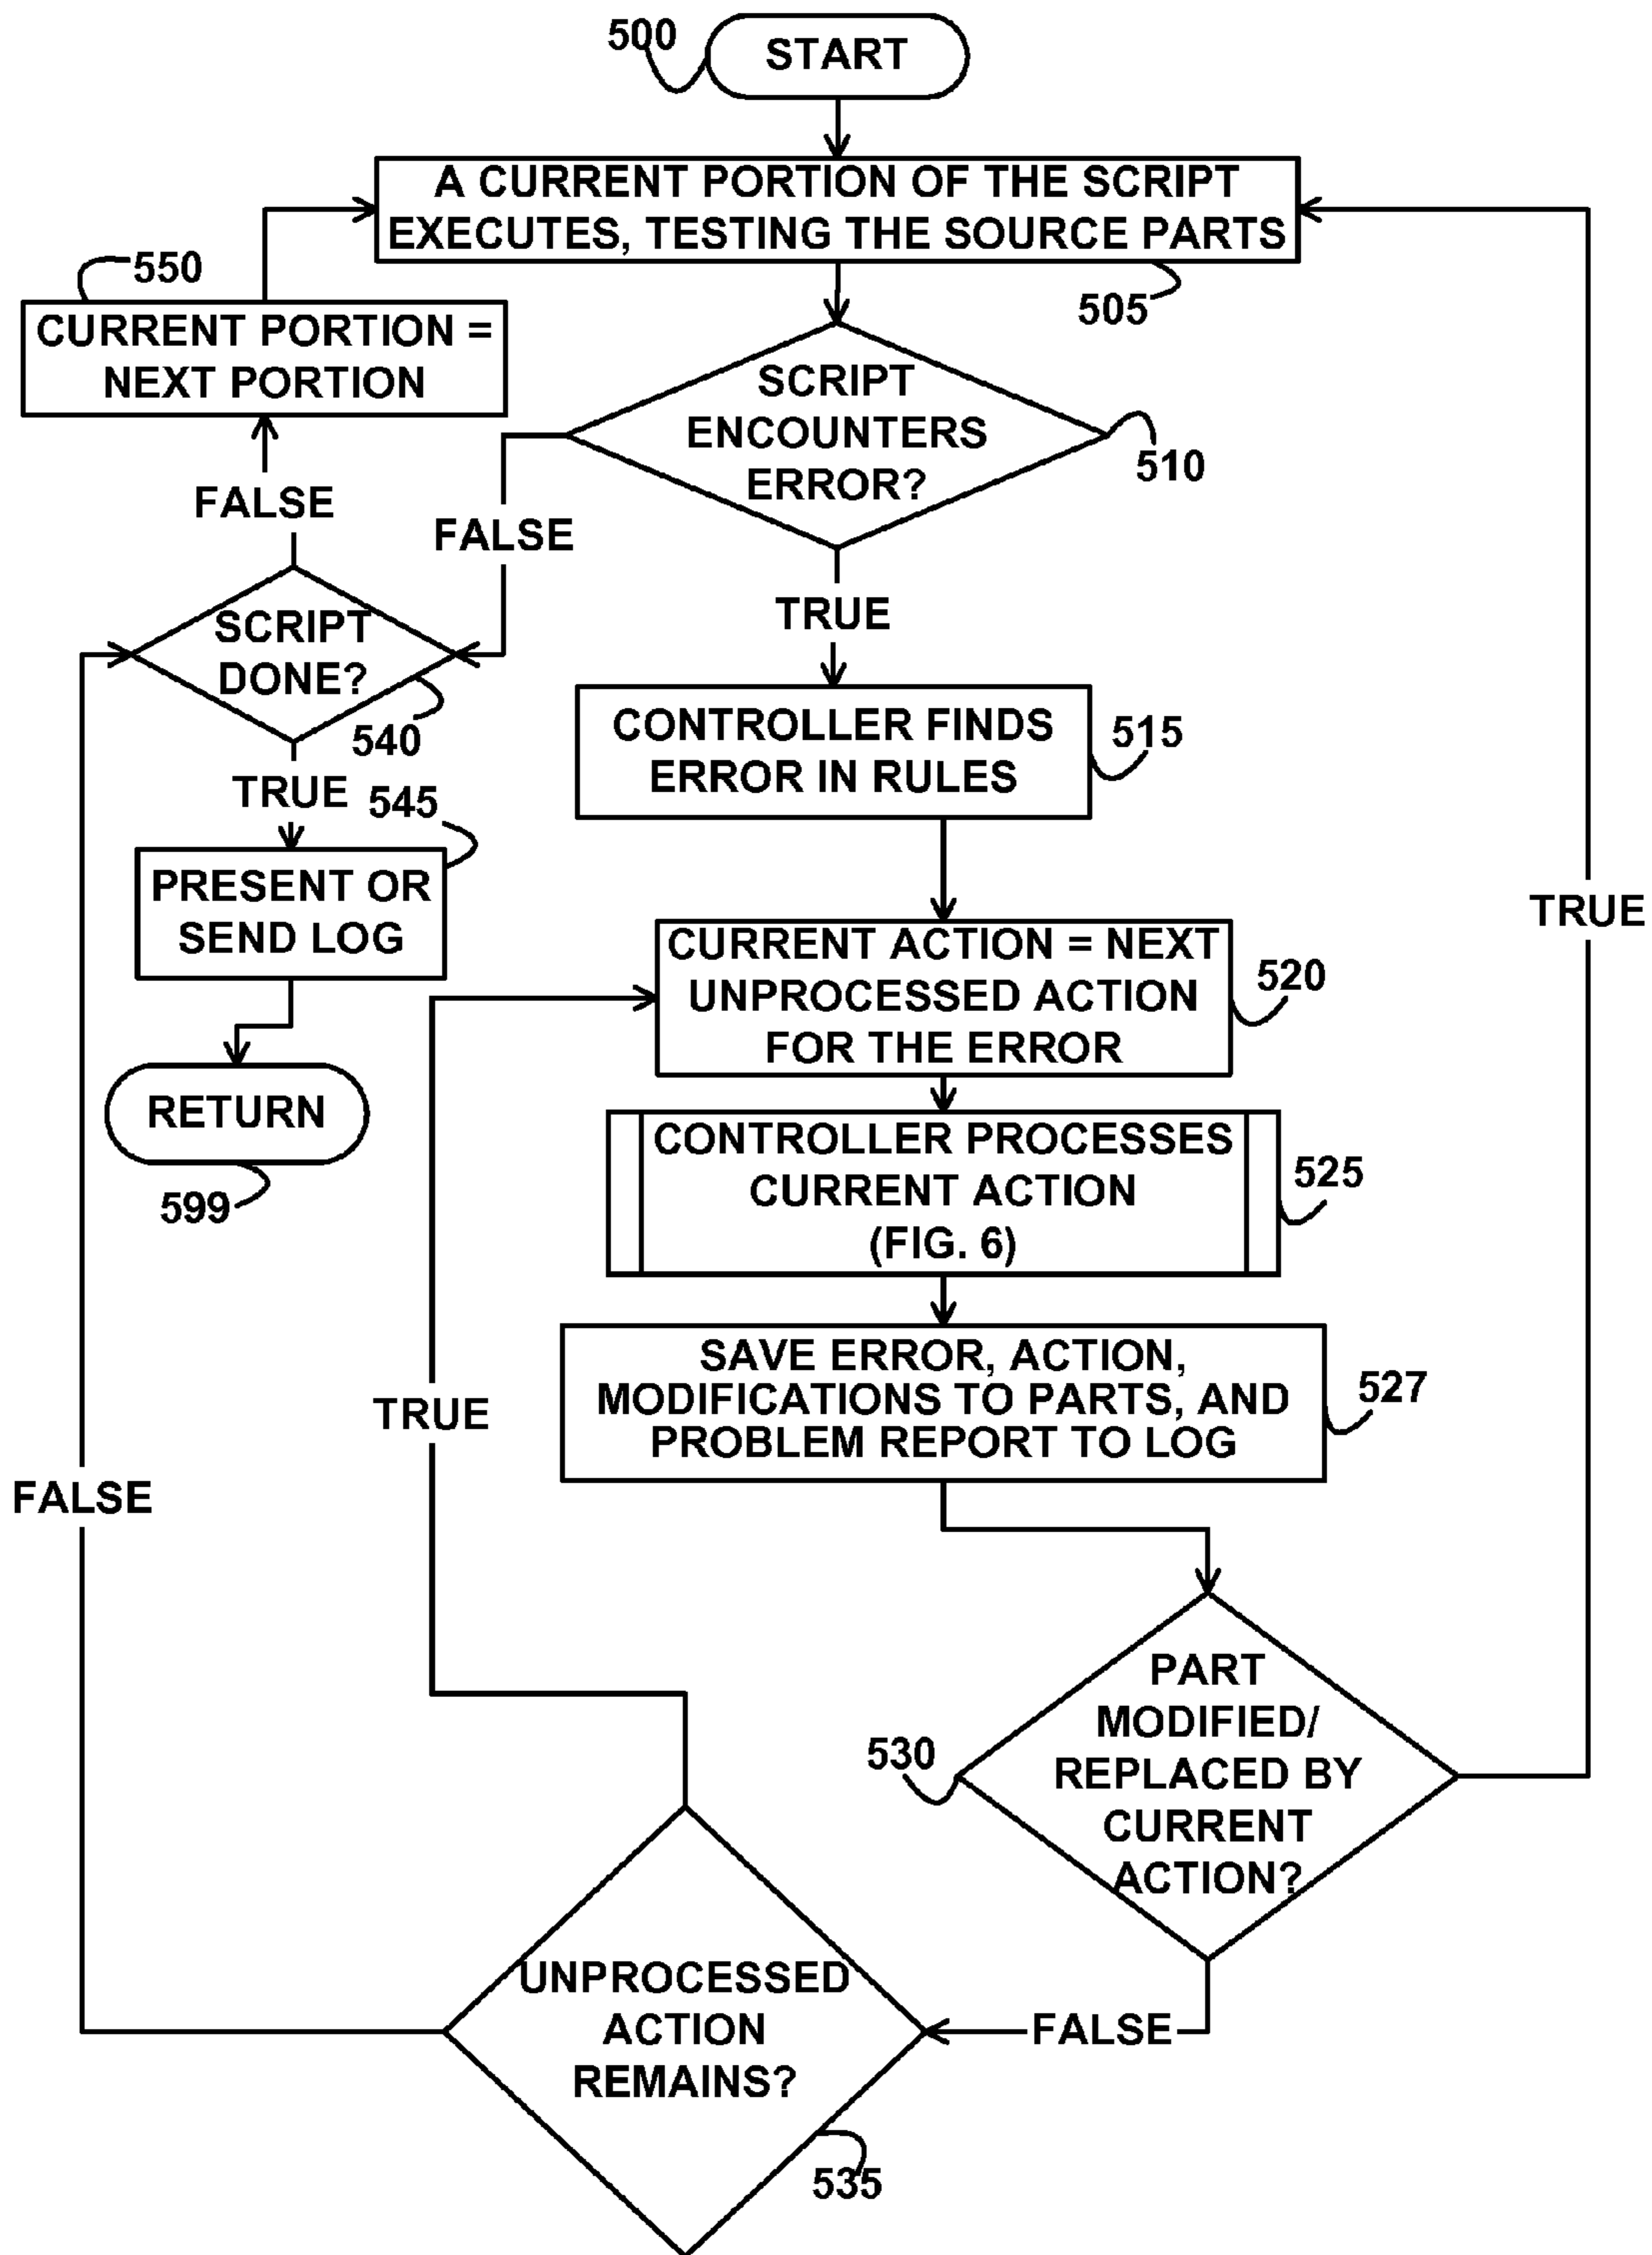 500
START
A CURRENT PORTION OF THE SCRIPT
EXECUTES, TESTING THE SOURCE PARTS
505
550
CURRENT PORTION =
NEXT PORTION
SCRIPT
ENCOUNTERS
ERROR?
510
FALSE
FALSE
TRUE
SCRIPT
DONE?
540
TRUE
545
PRESENT OR
SEND LOG
RETURN
599
CONTROLLER FINDS
ERROR IN RULES
515
CURRENT ACTION = NEXT
UNPROCESSED ACTION
FOR THE ERROR
520
CONTROLLER PROCESSES
CURRENT ACTION
(FIG. 6)
525
SAVE ERROR, ACTION,
MODIFICATIONS TO PARTS, AND
PROBLEM REPORT TO LOG
527
TRUE
TRUE
FALSE
PART
MODIFIED/
REPLACED BY
CURRENT
ACTION?
530
FALSE
UNPROCESSED
ACTION
REMAINS?
535